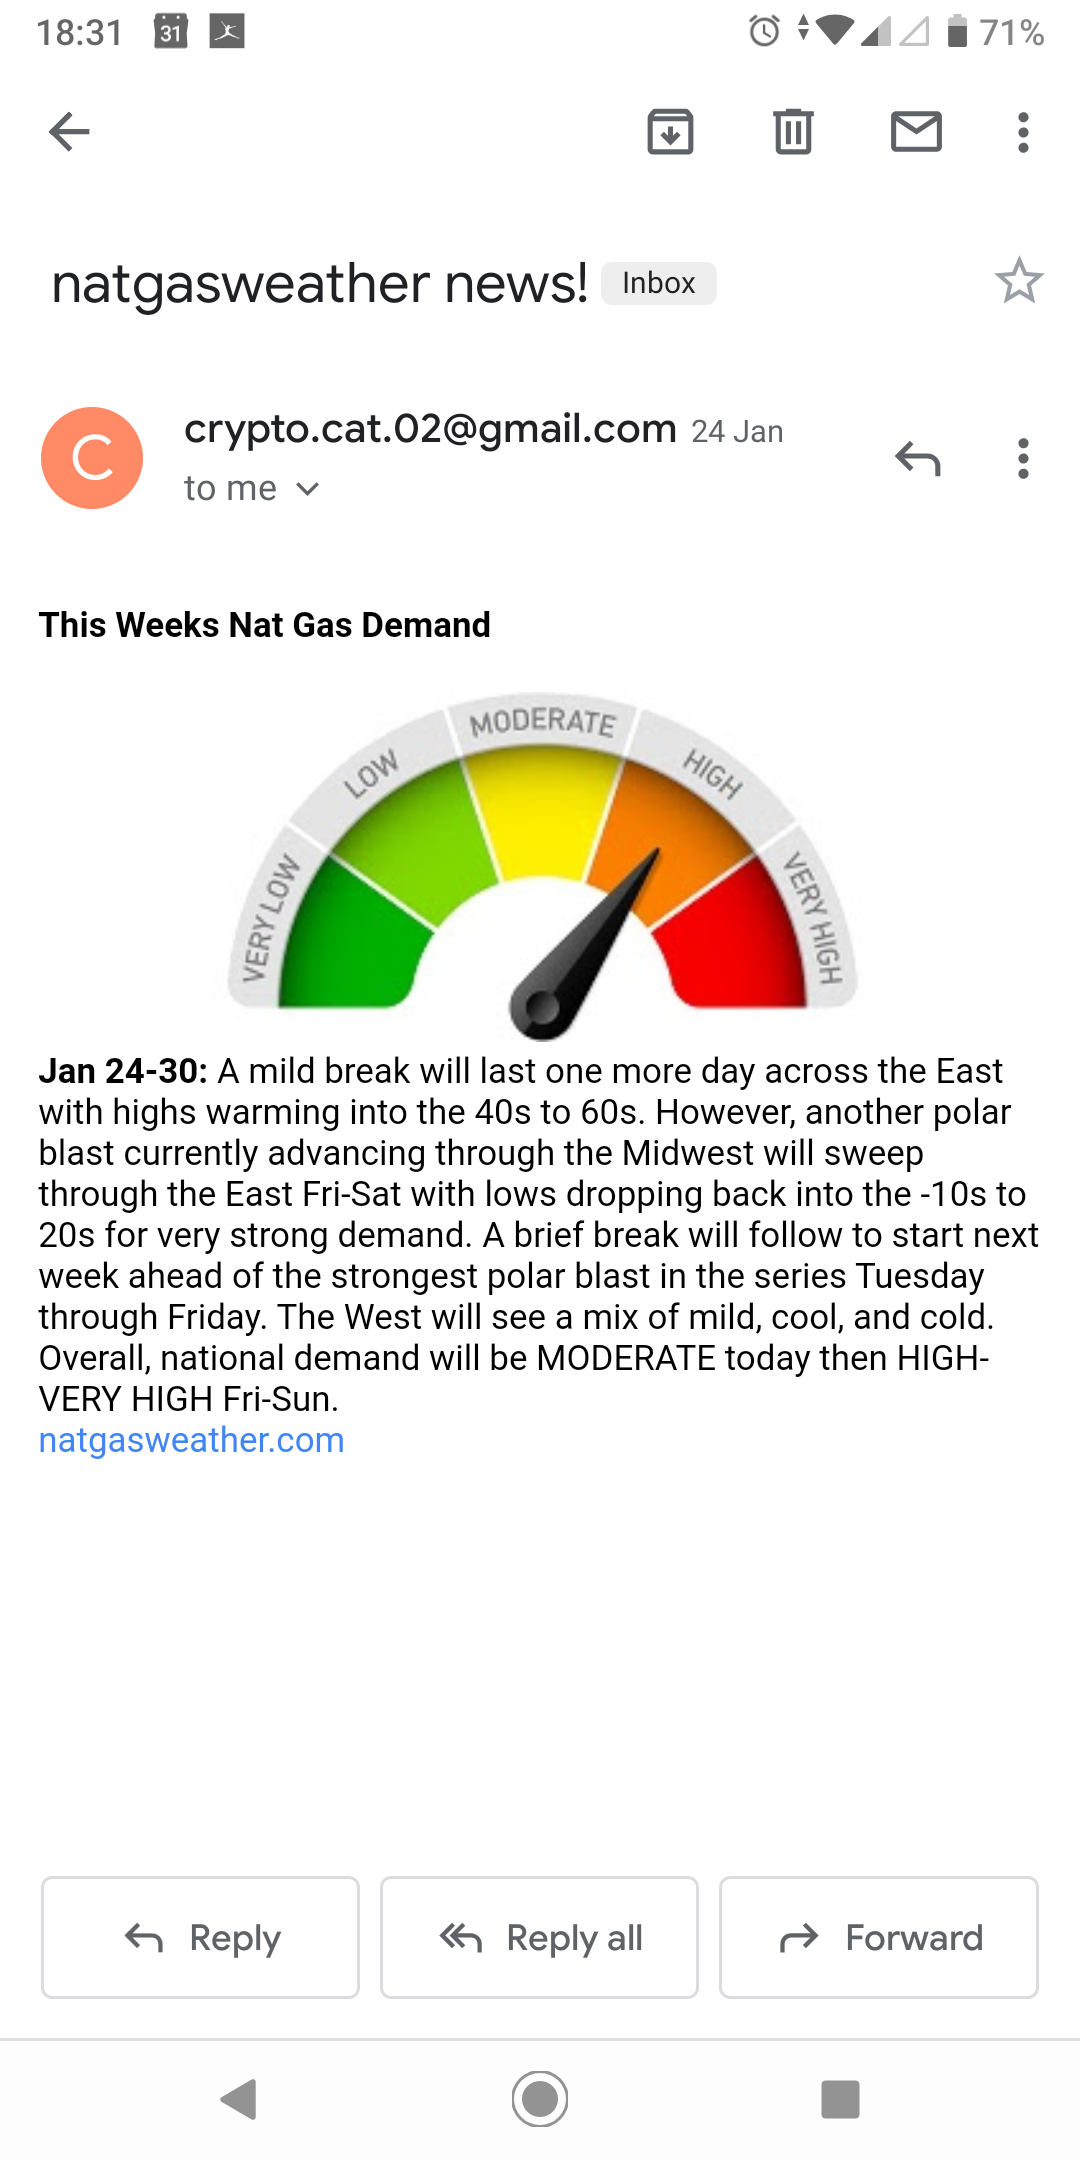 18:31 31 71%
natgasweather news! Inbox
C
crypto.cat.02@gmail.com 24 Jan
to me
This Weeks Nat Gas Demand
VERY LOW
LOW
MODERATE
HIGH
VERY HIGH
Jan 24-30: A mild break will last one more day across the East
with highs warming into the 40s to 60s. However, another polar
blast currently advancing through the Midwest will sweep
through the East Fri-Sat with lows dropping back into the -10s to
20s for very strong demand. A brief break will follow to start next
week ahead of the strongest polar blast in the series Tuesday
through Friday. The West will see a mix of mild, cool, and cold.
Overall, national demand will be MODERATE today then HIGH-
VERY HIGH Fri-Sun.
natgasweather.com
Reply Reply all Forward